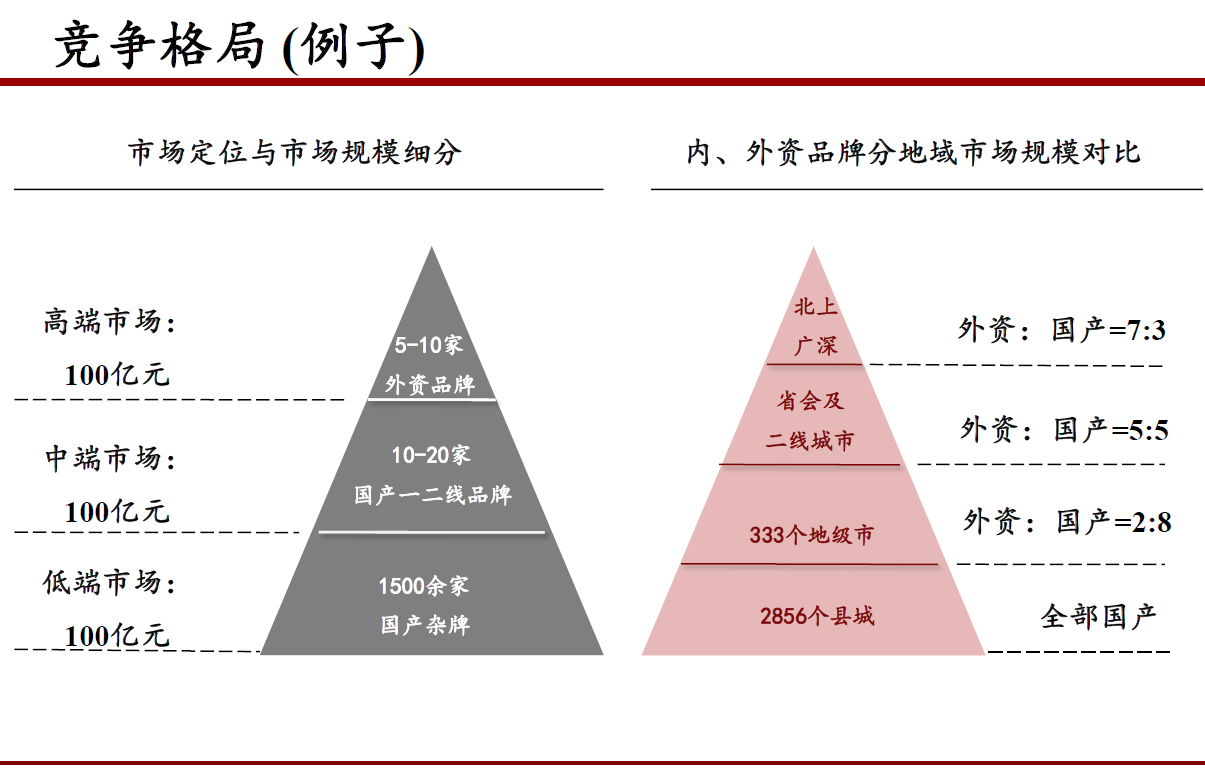 竞争格局 (例子)
市场定位与市场规模细分
高端市场：
100亿元
中端市场：
100亿元
低端市场：
100亿元
5-10家
外资品牌
10-20家
国产一二线品牌
1500余家
国产杂牌
内、外资品牌分地域市场规模对比
北上
广深
省会及
二线城市
333个地级市
2856个县城
外资：国产=7:3
外资：国产=5:5
外资：国产=2:8
全部国产